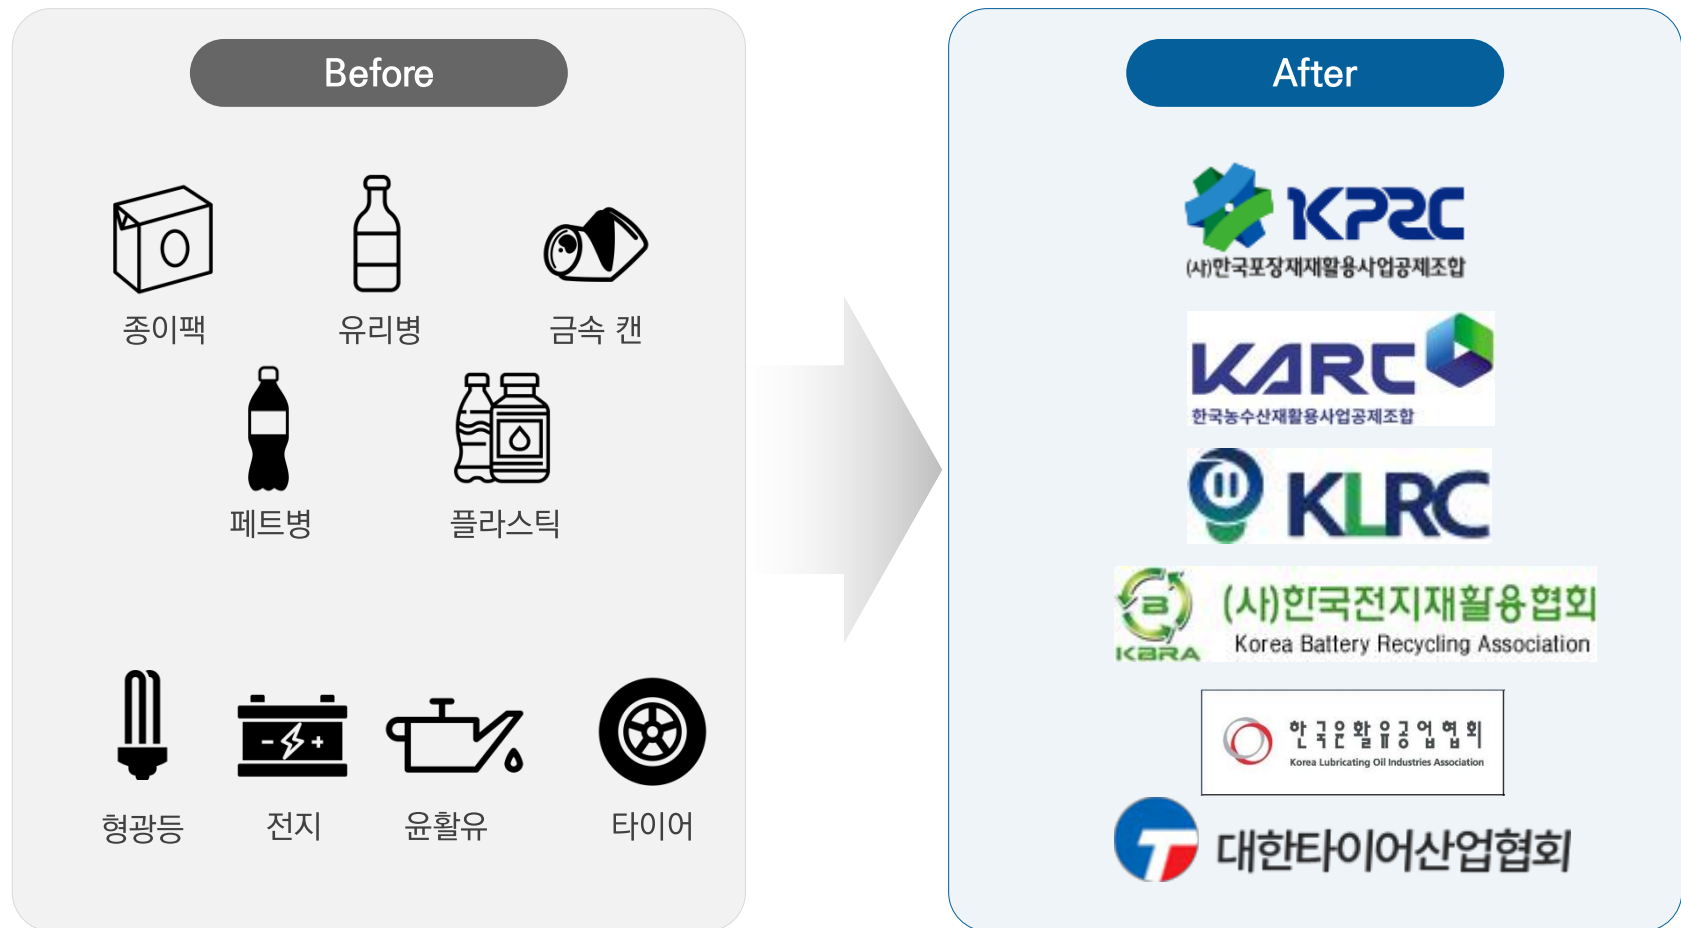 Before
종이팩
유리병
금속 캔
페트병
플라스틱
형광등
전지
윤활유
타이어
After
KPRC
(사)한국포장재재활용사업공제조합
KARC
한국농수산재활용사업공제조합
KLRC
B
KBRA
(사)한국전지재활용협회
Korea Battery Recycling Association
한국윤활유공업협회
Korea Lubricating Oil Industries Association
T
대한타이어산업협회